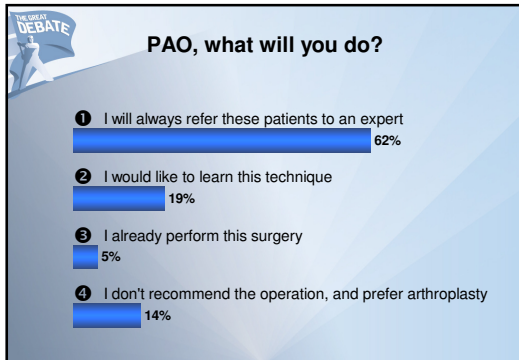 THE GREAT
DEBATE
PAO, what will you do?
❶ I will always refer these patients to an expert
62%
❷ I would like to learn this technique
19%
❸ I already perform this surgery
5%
❹ I don't recommend the operation, and prefer arthroplasty
14%